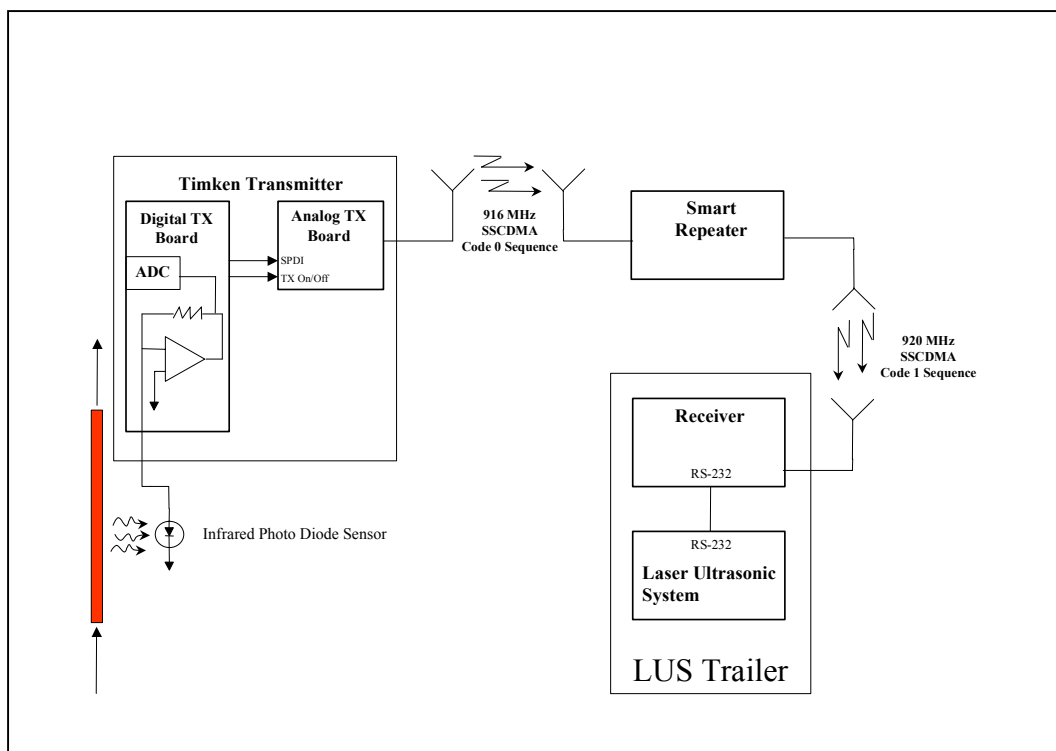 Timken Transmitter
Digital TX
Board
ADC
Analog TX
Board
SPDI
TX On/Off
916 MHz
SSCDMA
Code 0 Sequence
Smart
Repeater
920 MHz
SSCDMA
Code 1 Sequence
Receiver
RS-232
RS-232
Laser Ultrasonic
System
LUS Trailer
Infrared Photo Diode Sensor